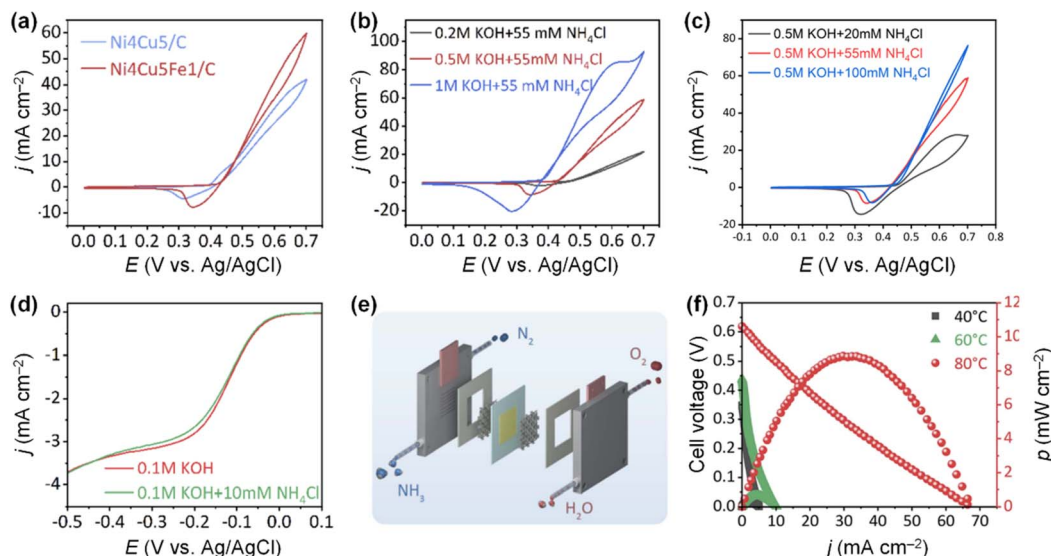 (a)
j (mA cm⁻²)
60
50
40
30
20
10
0
-10
Ni4Cu5/C
Ni4Cu5Fe1/C
0.0 0.1 0.2 0.3 0.4 0.5 0.6 0.7
E (V vs. Ag/AgCl)
(b)
j (mA cm⁻²)
100
80
60
40
20
0
-20
0.2M KOH+55 mM NH₄Cl
0.5M KOH+55mM NH₄Cl
1M KOH+55 mM NH₄Cl
0.0 0.1 0.2 0.3 0.4 0.5 0.6 0.7
E (V vs. Ag/AgCl)
(c)
j (mA cm⁻²)
100
80
60
40
20
0
-20
0.5M KOH+20mM NH₄Cl
0.5M KOH+55mM NH₄Cl
0.5M KOH+100mM NH₄Cl
-0.1 0.0 0.1 0.2 0.3 0.4 0.5 0.6 0.7 0.8
E (V vs. Ag/AgCl)
(d)
j (mA cm⁻²)
0
-1
-2
-3
-4
0.1M KOH
0.1M KOH+10mM NH₄Cl
-0.5 -0.4 -0.3 -0.2 -0.1 0.0 0.1
E (V vs. Ag/AgCl)
(e)
N₂
O₂
NH₃
H₂O
(f)
Cell voltage (V)
0.7
0.6
0.5
0.4
0.3
0.2
0.1
0.0
40°C
60°C
80°C
0 10 20 30 40 50 60 70
j (mA cm⁻²)
12
10
8
6
4
2
0
p (mW cm⁻²)